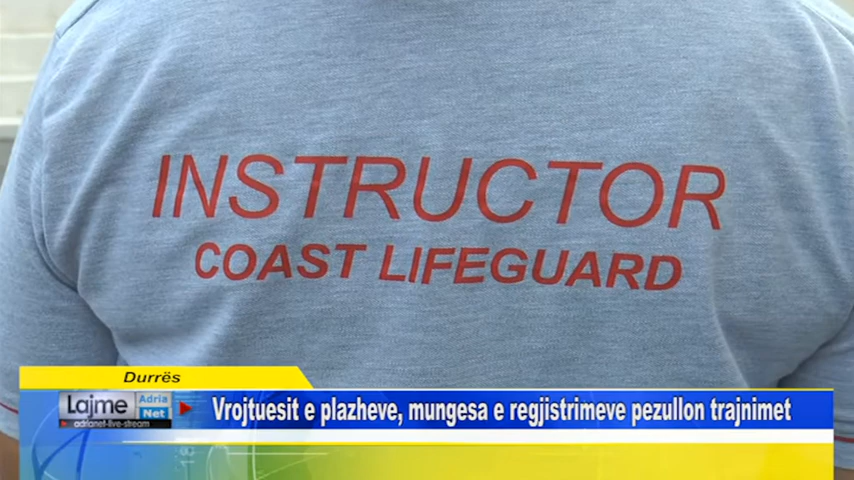 INSTRUCTOR
COAST LIFEGUARD
Durrës
Lajme Adria Net
adrianet-live-stream
Vrojtuesit e plazheve, mungesa e regjistrimeve pezullon trajnimet